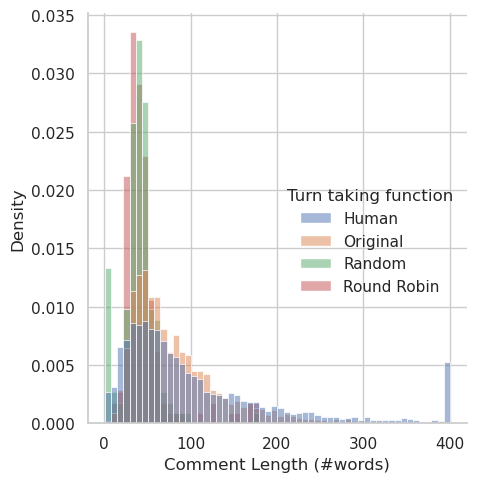 0.035
0.030
0.025
0.020
0.015
0.010
0.005
0.000
Density
Turn taking function
Human
Original
Random
Round Robin
0
100
200
300
400
Comment Length (#words)